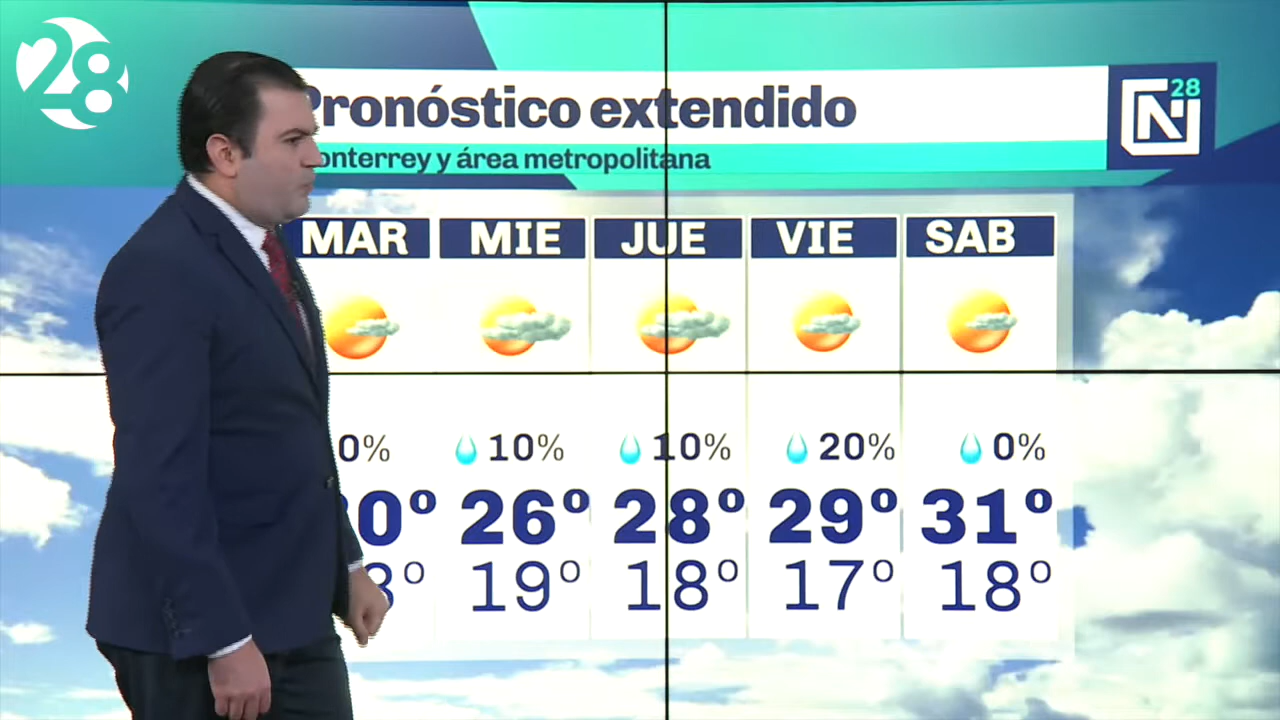 28
Pronóstico extendido
28
N
Monterrey y área metropolitana
MAR MIE JUE VIE SAB
0% 10% 10% 20% 0%
26° 28° 29° 31°
19° 18° 17° 18°